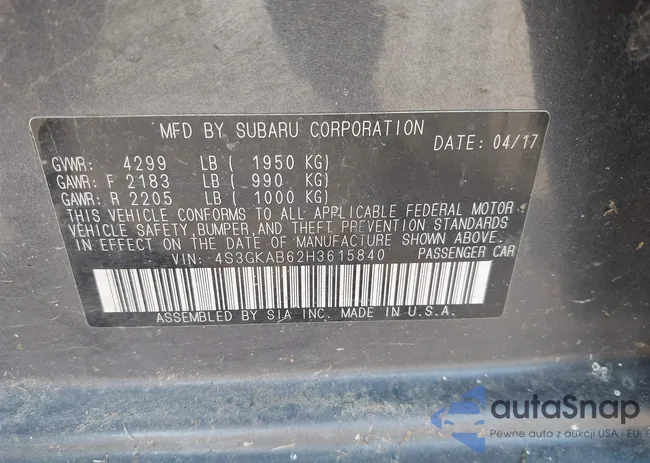 MFD BY SUBARU CORPORATION
DATE: 04/17
GVWR: 4299 LB ( 1950 KG)
GAWR: F 2183 LB ( 990 KG)
GAWR: R 2205 LB ( 1000 KG)
THIS VEHICLE CONFORMS TO ALL APPLICABLE FEDERAL MOTOR
VEHICLE SAFETY, BUMPER, AND THEFT PREVENTION STANDARDS
IN EFFECT ON THE DATE OF MANUFACTURE SHOWN ABOVE.
VIN: 4S3GKAB62H3615840 PASSENGER CAR
ASSEMBLED BY SIA INC. MADE IN U.S.A.
autoSnap
Pewne auta z aukcji USA i EU